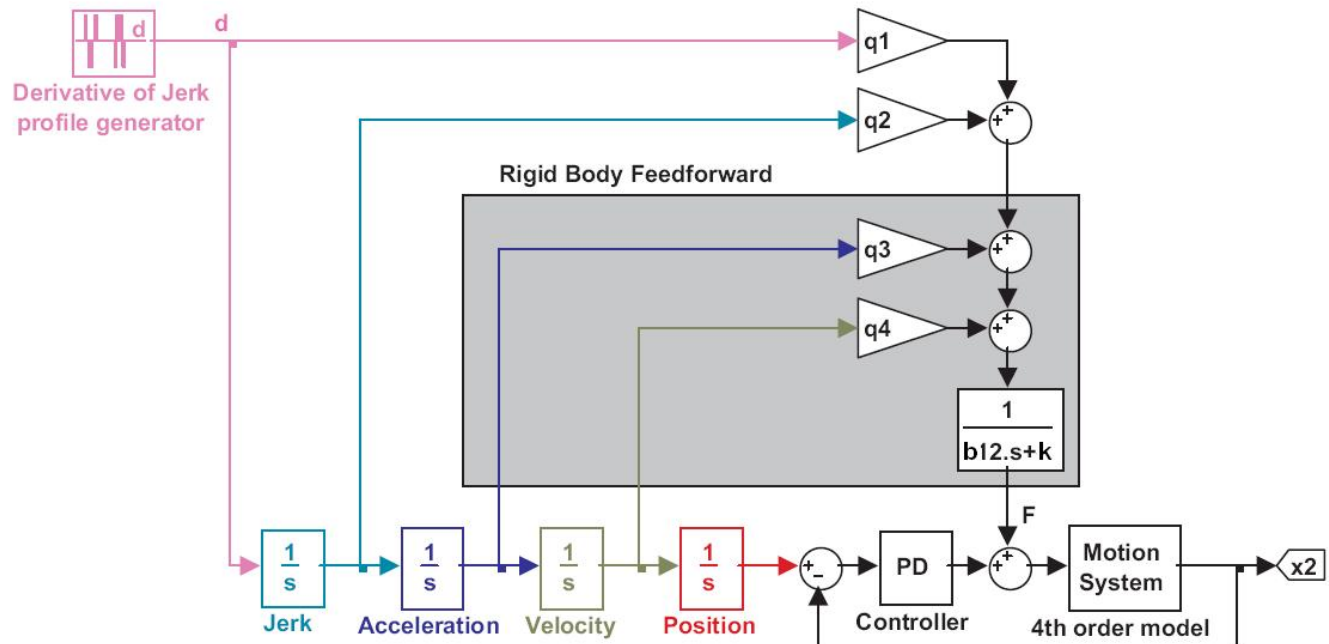 d
d
Derivative of Jerk
profile generator
q1
+
q2
+
Rigid Body Feedforward
+
q3
+
+
q4
+
1
b12.s+k
F
1
s
Jerk
1
s
Acceleration
1
s
Velocity
1
s
Position
+
-
PD
Controller
+
+
Motion
System
4th order model
x2